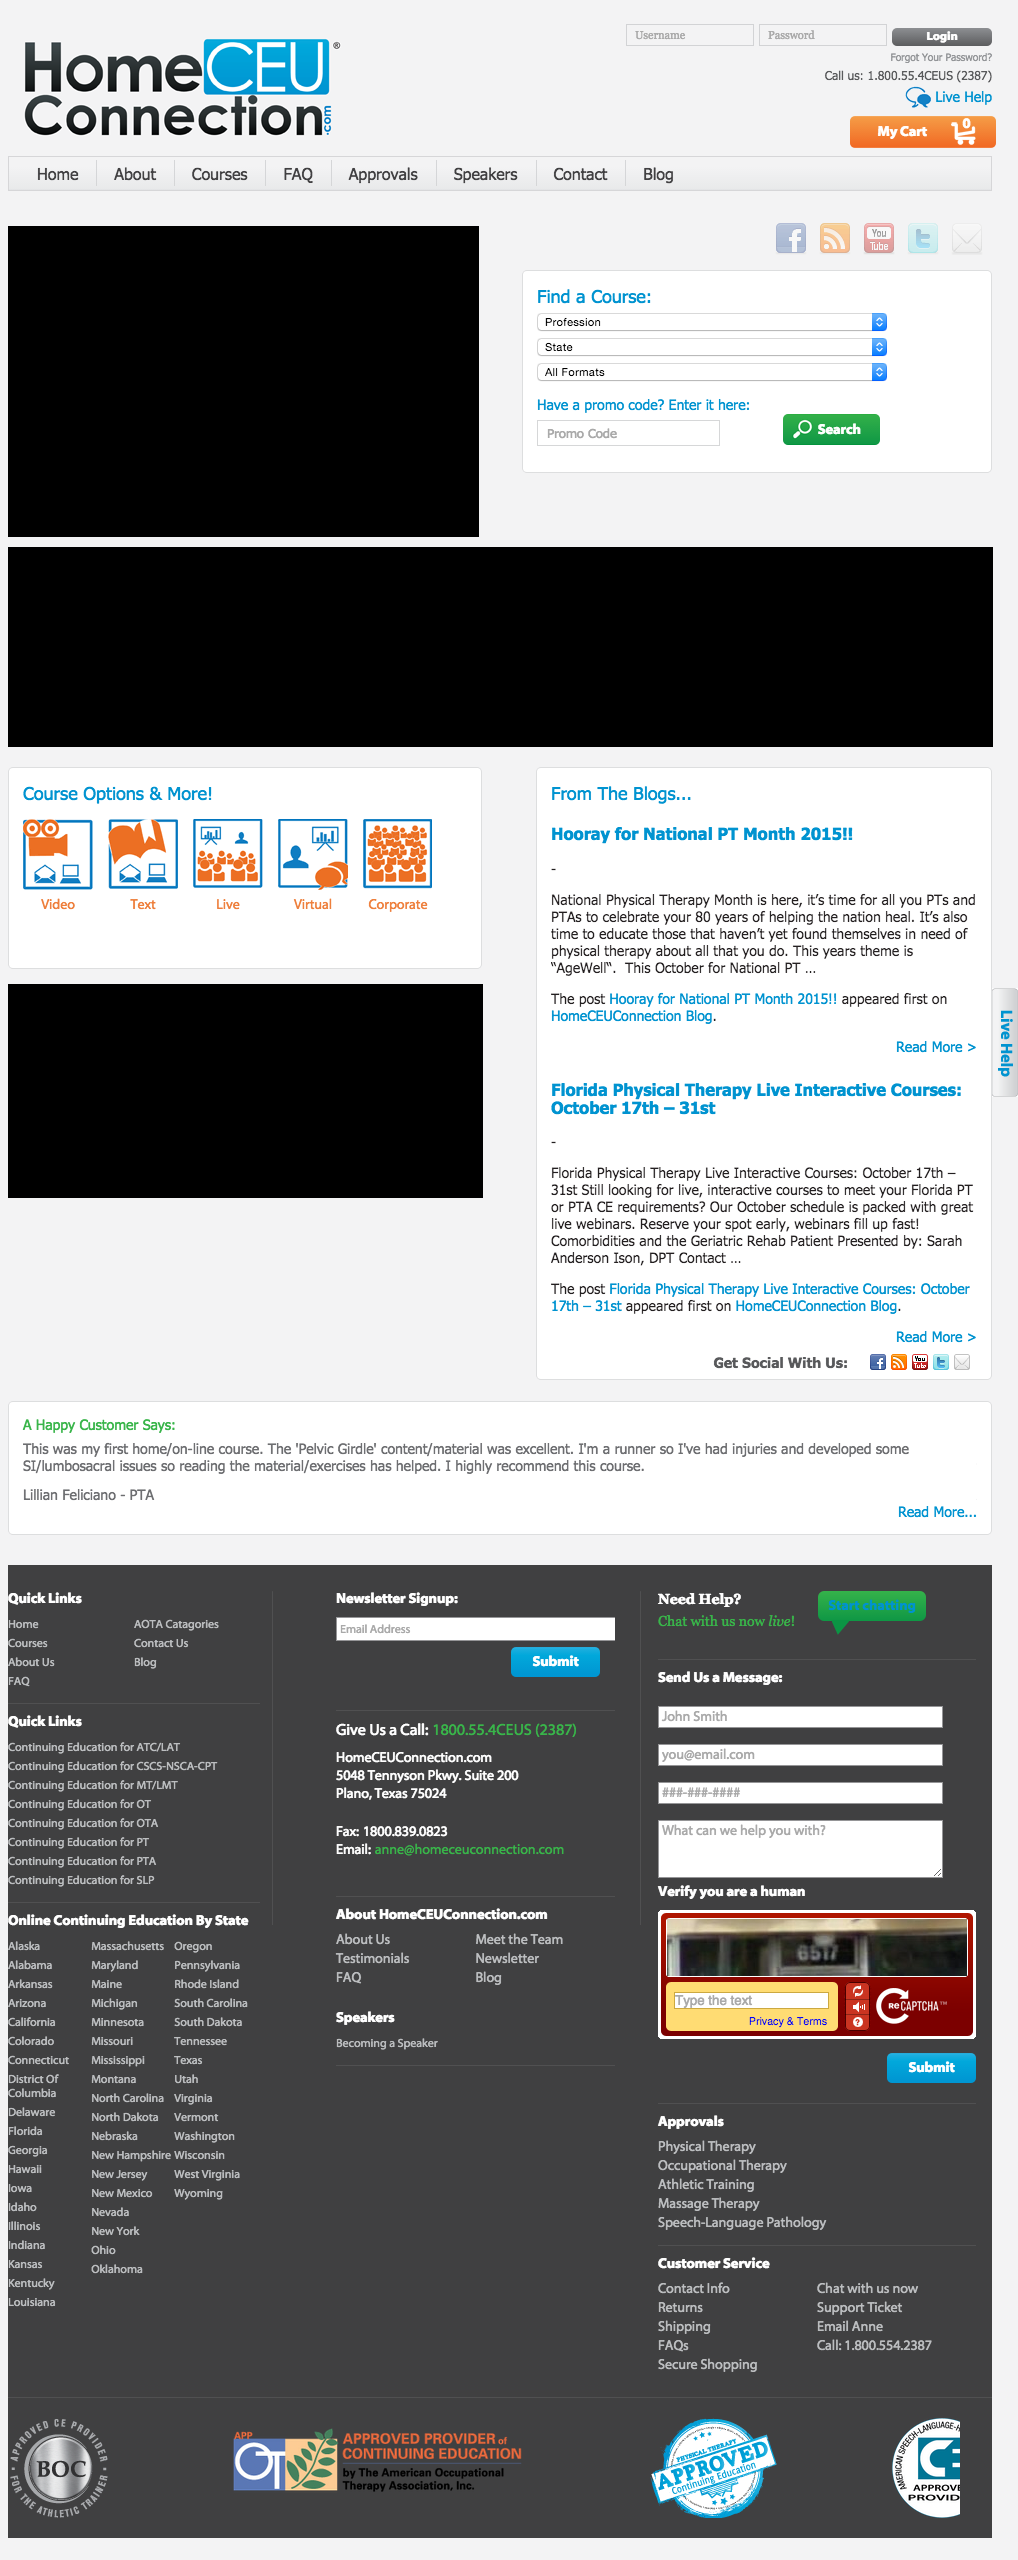 Username
Password
Login
Forgot Your Password?
Call us: 1.800.55.4CEUS (2387)
Live Help
HomeCEU®
Connection.com
My Cart 0
Home
About
Courses
FAQ
Approvals
Speakers
Contact
Blog
You
Tube
Find a Course:
Profession
State
All Formats
Have a promo code? Enter it here:
Promo Code
Search
Course Options & More!
Video
Text
Live
Virtual
Corporate
From The Blogs...
Hooray for National PT Month 2015!!
-
National Physical Therapy Month is here, it's time for all you PTs and
PTAs to celebrate your 80 years of helping the nation heal. It's also
time to educate those that haven't yet found themselves in need of
physical therapy about all that you do. This years theme is
“AgeWell“.  This October for National PT ...
The post Hooray for National PT Month 2015!! appeared first on
HomeCEUConnection Blog.
Read More >
Live Help
Florida Physical Therapy Live Interactive Courses:
October 17th – 31st
-
Florida Physical Therapy Live Interactive Courses: October 17th –
31st Still looking for live, interactive courses to meet your Florida PT
or PTA CE requirements? Our October schedule is packed with great
live webinars. Reserve your spot early, webinars fill up fast!
Comorbidities and the Geriatric Rehab Patient Presented by: Sarah
Anderson Ison, DPT Contact ...
The post Florida Physical Therapy Live Interactive Courses: October
17th – 31st appeared first on HomeCEUConnection Blog.
Read More >
Get Social With Us:
You
Tube
A Happy Customer Says:
This was my first home/on-line course. The 'Pelvic Girdle' content/material was excellent. I'm a runner so I've had injuries and developed some
SI/lumbosacral issues so reading the material/exercises has helped. I highly recommend this course.
Lillian Feliciano - PTA
Read More...
Quick Links
Home
Courses
About Us
FAQ
AOTA Catagories
Contact Us
Blog
Quick Links
Continuing Education for ATC/LAT
Continuing Education for CSCS-NSCA-CPT
Continuing Education for MT/LMT
Continuing Education for OT
Continuing Education for OTA
Continuing Education for PT
Continuing Education for PTA
Continuing Education for SLP
Online Continuing Education By State
Alaska
Alabama
Arkansas
Arizona
California
Colorado
Connecticut
District Of
Columbia
Delaware
Florida
Georgia
Hawaii
Iowa
Idaho
Illinois
Indiana
Kansas
Kentucky
Louisiana
Massachusetts
Maryland
Maine
Michigan
Minnesota
Missouri
Mississippi
Montana
North Carolina
North Dakota
Nebraska
New Hampshire
New Jersey
New Mexico
Nevada
New York
Ohio
Oklahoma
Oregon
Pennsylvania
Rhode Island
South Carolina
South Dakota
Tennessee
Texas
Utah
Virginia
Vermont
Washington
Wisconsin
West Virginia
Wyoming
Newsletter Signup:
Email Address
Submit
Give Us a Call: 1800.55.4CEUS (2387)
HomeCEUConnection.com
5048 Tennyson Pkwy. Suite 200
Plano, Texas 75024
Fax: 1800.839.0823
Email: anne@homeceuconnection.com
About HomeCEUConnection.com
About Us
Testimonials
FAQ
Meet the Team
Newsletter
Blog
Speakers
Becoming a Speaker
Need Help?
Chat with us now live!
Start chatting
Send Us a Message:
John Smith
you@email.com
###-###-####
What can we help you with?
Verify you are a human
6517
Type the text
Privacy & Terms
reCAPTCHA™
Submit
Approvals
Physical Therapy
Occupational Therapy
Athletic Training
Massage Therapy
Speech-Language Pathology
Customer Service
Contact Info
Returns
Shipping
FAQs
Secure Shopping
Chat with us now
Support Ticket
Email Anne
Call: 1.800.554.2387
APPROVED CE PROVIDER
BOC
FOR THE ATHLETIC TRAINER
APP
OT
APPROVED PROVIDER of
CONTINUING EDUCATION
by The American Occupational
Therapy Association, Inc.
PHYSICAL THERAPY
APPROVED
Continuing Education
AMERICAN SPEECH-LANGUAGE-H
CE
APPROVE
PROVID